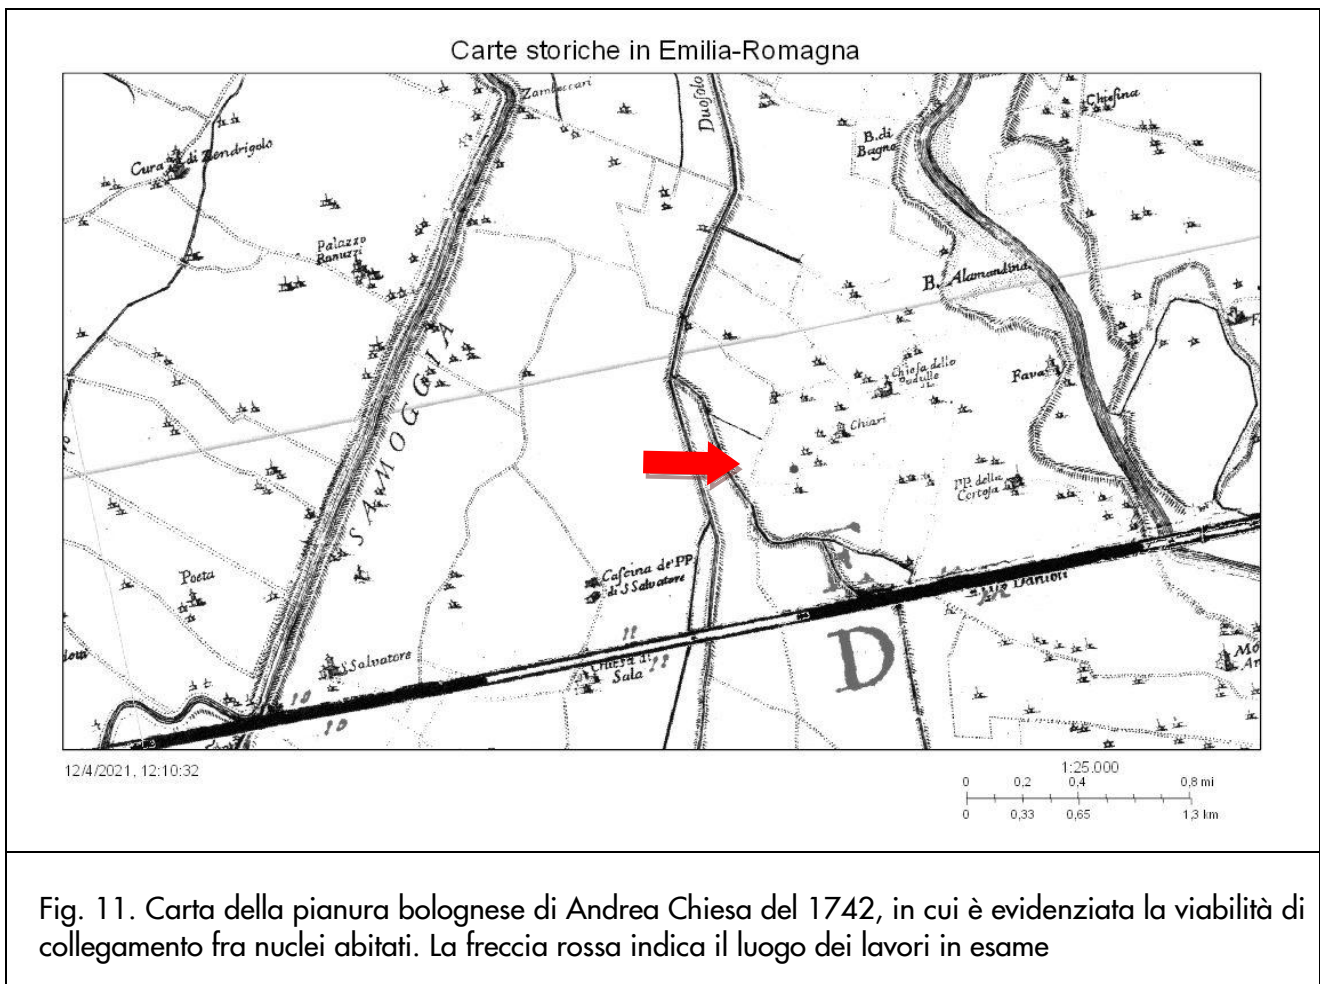 Carte storiche in Emilia-Romagna
Zambeccari
Duosolo
Chiesina
B. di
Bagno
Cura di Zendrigolo
Palazzo
Ranuzzi
B. Alamandina
SAMOGGIA
Chiesa dello
Fava
Chiari
PP. della
Certosa
Poeta
Cascina de' PP.
di S Salvatore
S Salvatore
Chiesa di
Sala
D
12/4/2021, 12:10:32
1:25.000
0 0,2 0,4 0,8 mi
0 0,33 0,65 1,3 km
Fig. 11. Carta della pianura bolognese di Andrea Chiesa del 1742, in cui è evidenziata la viabilità di
collegamento fra nuclei abitati. La freccia rossa indica il luogo dei lavori in esame